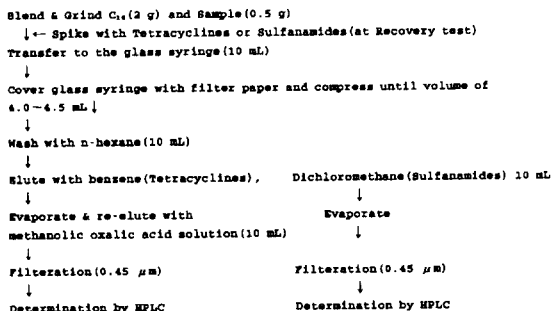 Blend & Grind C₁₈(2 g) and Sample(0.5 g)
↓← Spike with Tetracyclines or Sulfanamides(at Recovery test)
Transfer to the glass syringe(10 mL)
↓
Cover glass syringe with filter paper and compress until volume of
4.0~4.5 mL↓
↓
Wash with n-hexane(10 mL)
↓
Elute with benzene(Tetracyclines), Dichloromethane(Sulfanamides) 10 mL
↓ ↓
Evaporate & re-elute with Evaporate
methanolic oxalic acid solution(10 mL) ↓
↓
Filteration(0.45 μm) Filteration(0.45 μm)
↓ ↓
Determination by HPLC Determination by HPLC